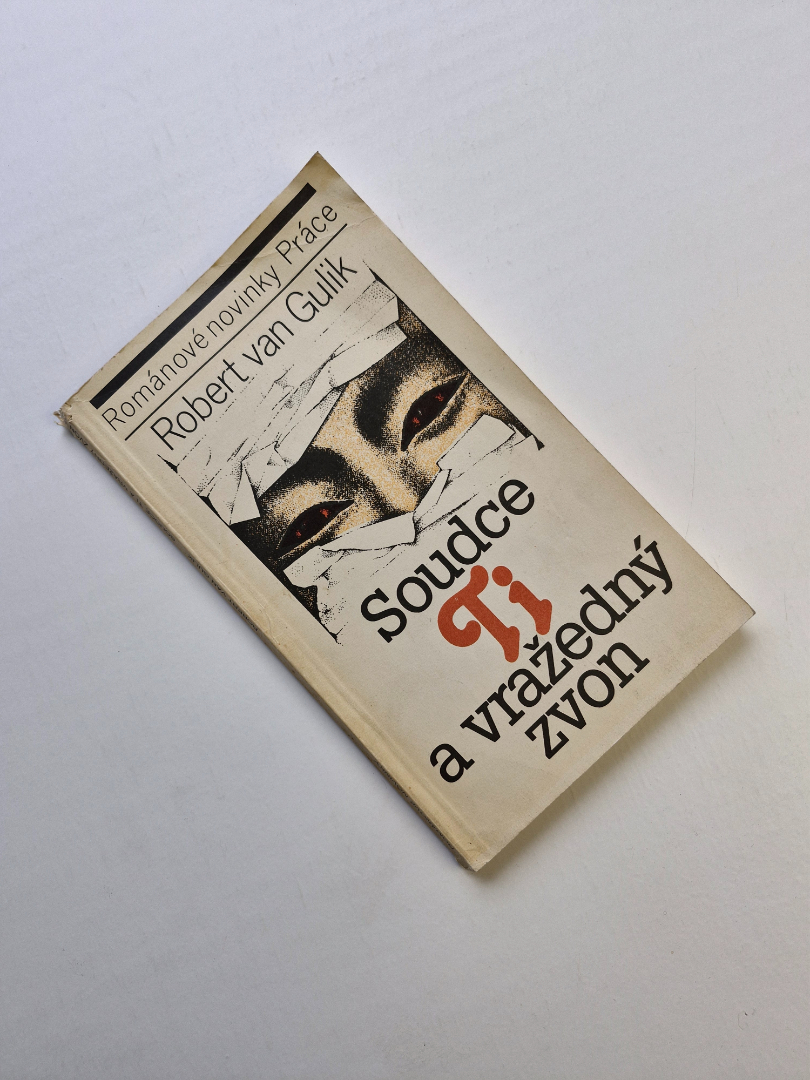 Románové novinky Práce
Robert van Gulik
Soudce
Ti
a vražedný
zvon